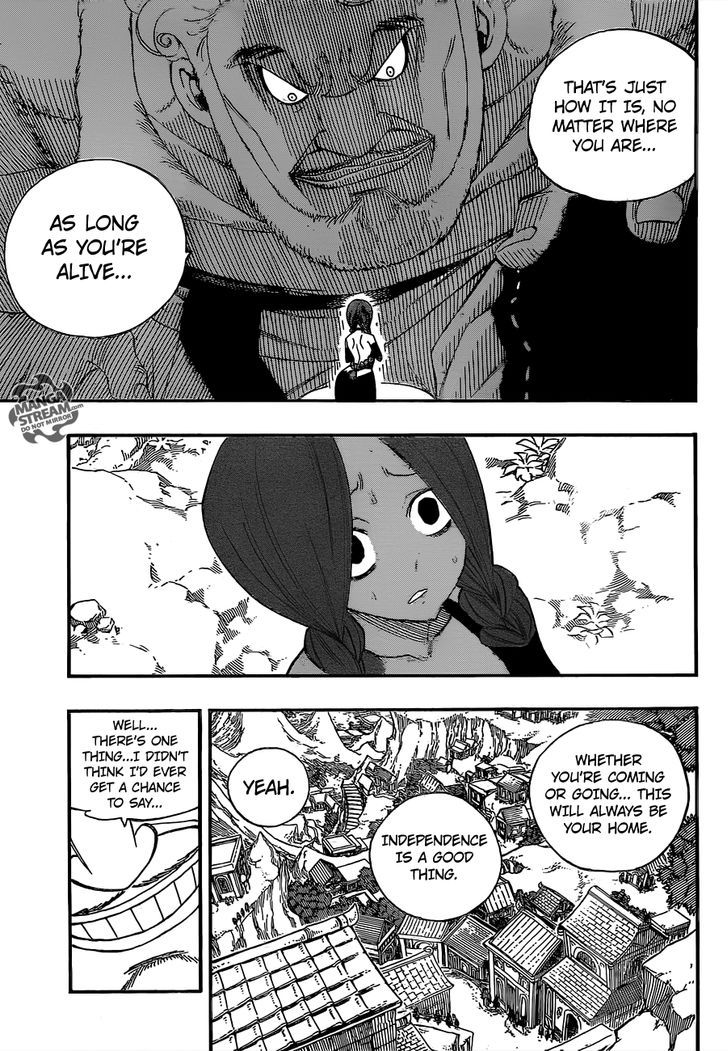 THAT'S JUST
HOW IT IS, NO
MATTER WHERE
YOU ARE...
AS LONG
AS YOU'RE
ALIVE...
MANGA
STREAM.com
DO NOT MIRROR!
WHETHER
YOU'RE COMING
OR GOING... THIS
WILL ALWAYS BE
YOUR HOME.
INDEPENDENCE
IS A GOOD
THING.
YEAH.
WELL...
THERE'S ONE
THING...I DIDN'T
THINK I'D EVER
GET A CHANCE
TO SAY...